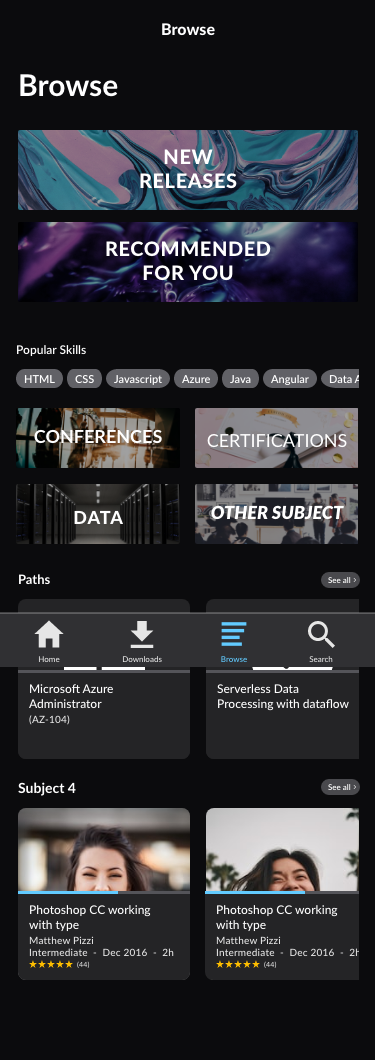 Browse
Browse
NEW
RELEASES
RECOMMENDED
FOR YOU
Popular Skills
HTML CSS Javascript Azure Java Angular Data A
CONFERENCES CERTIFICATIONS
DATA OTHER SUBJECT
Paths See all ›
Home Downloads Browse Search
Microsoft Azure
Administrator
(AZ-104)
Serverless Data
Processing with dataflow
Subject 4 See all ›
Photoshop CC working
with type
Matthew Pizzi
Intermediate - Dec 2016 - 2h
★★★★★ (44)
Photoshop CC working
with type
Matthew Pizzi
Intermediate - Dec 2016 - 2h
★★★★★ (44)